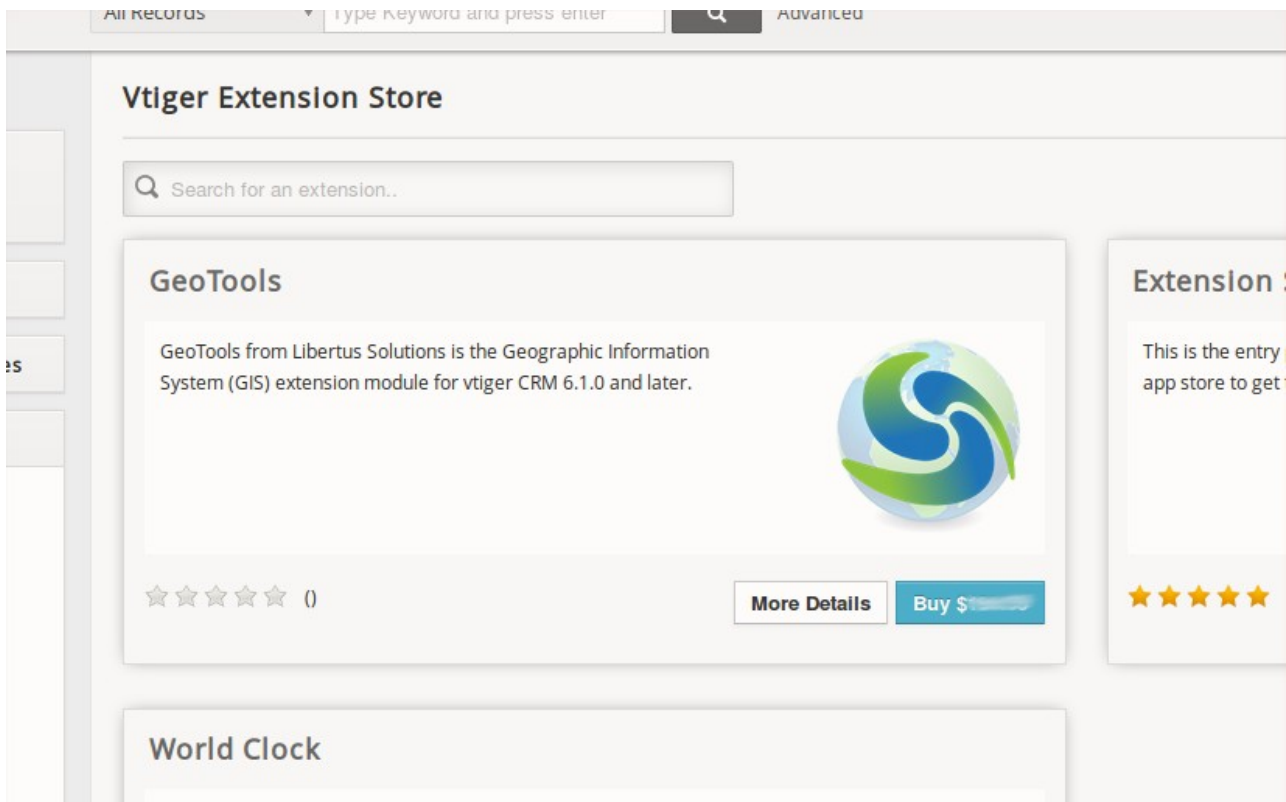 All Records
Type Keyword and press enter
Advanced
Vtiger Extension Store
Search for an extension..
GeoTools
GeoTools from Libertus Solutions is the Geographic Information
System (GIS) extension module for vtiger CRM 6.1.0 and later.
()
More Details
Buy $
Extension
This is the entry
app store to get
es
World Clock